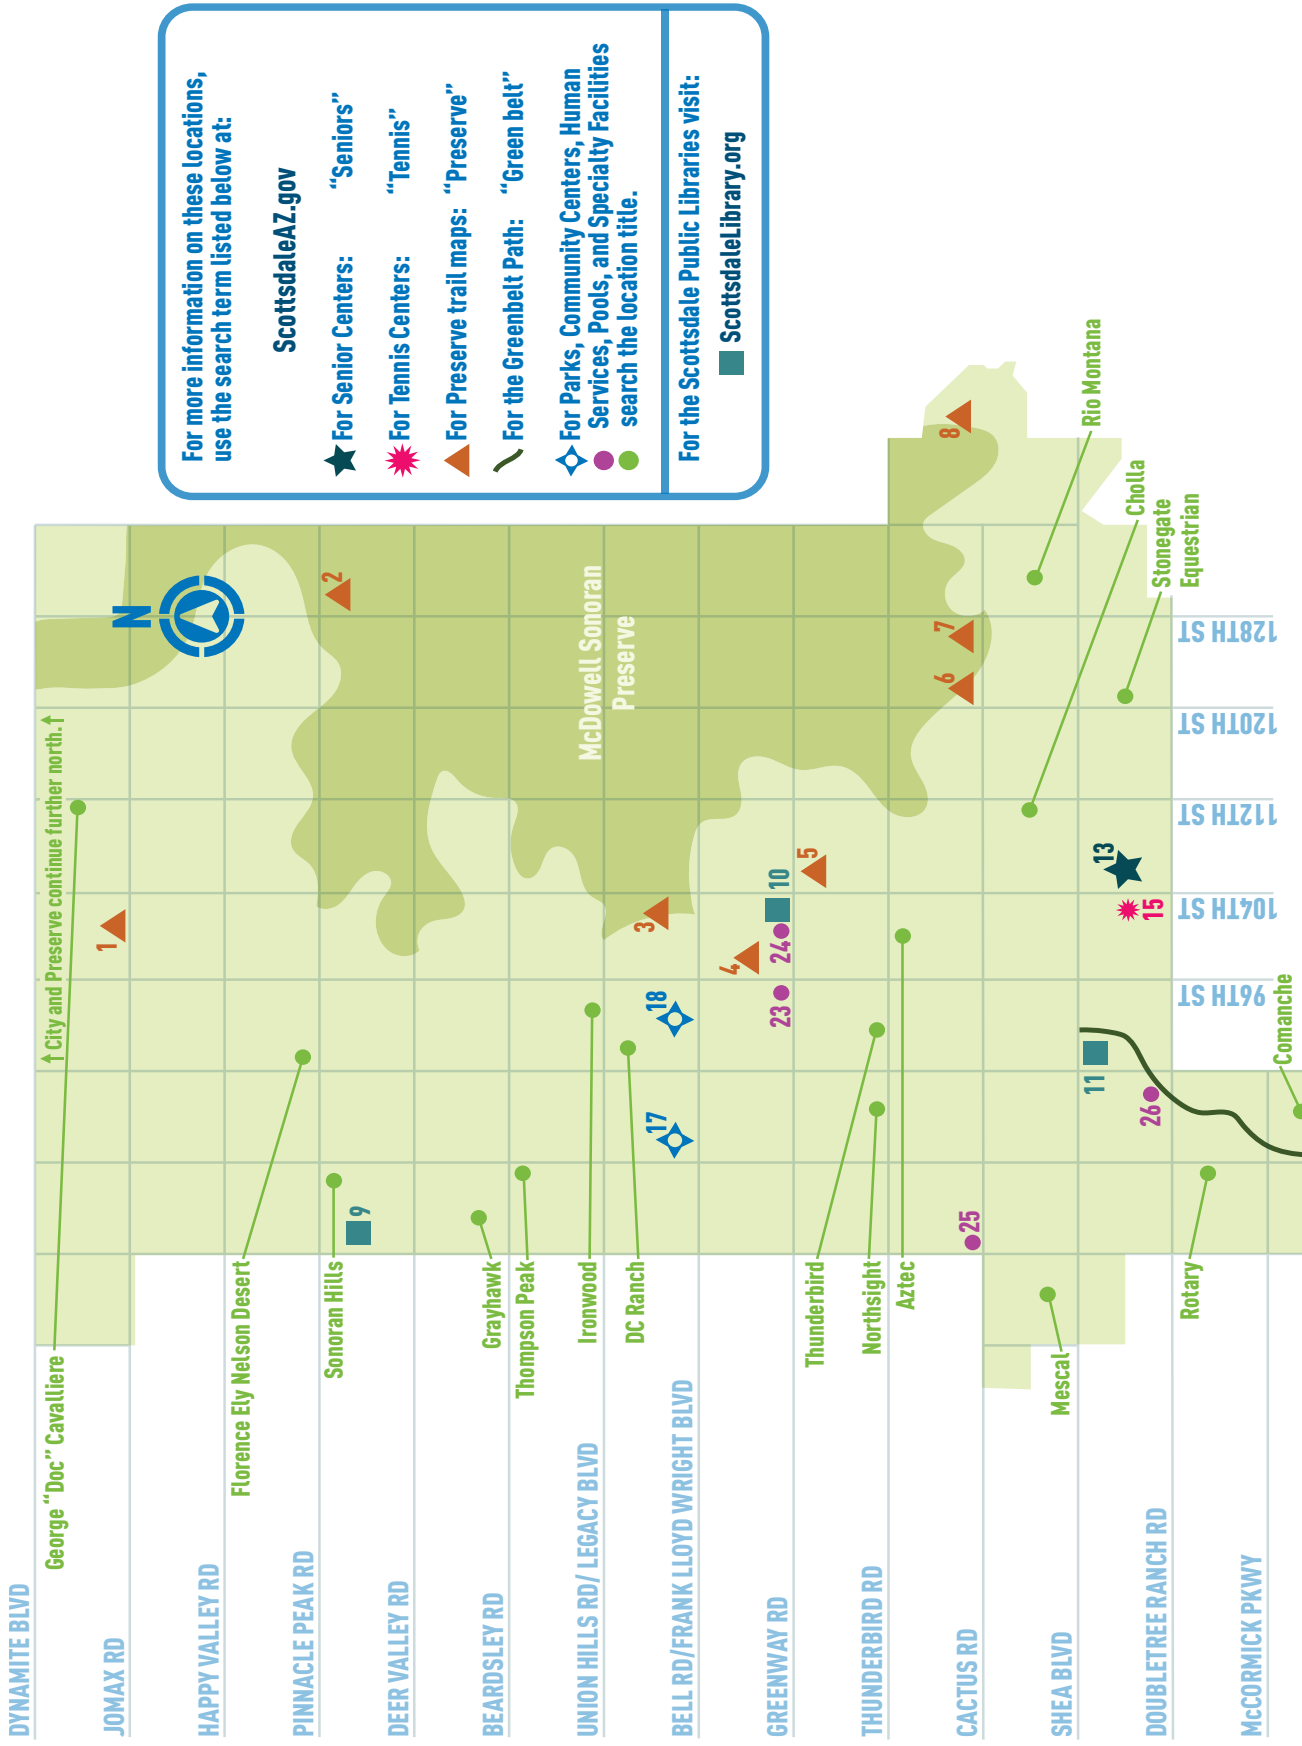 For more information on these locations,
use the search term listed below at:
ScottsdaleAZ.gov
For Senior Centers: “Seniors”
For Tennis Centers: “Tennis”
For Preserve trail maps: “Preserve”
For the Greenbelt Path: “Green belt”
For Parks, Community Centers, Human
Services, Pools, and Specialty Facilities
search the location title.
For the Scottsdale Public Libraries visit:
ScottsdaleLibrary.org
N
City and Preserve continue further north.
McDowell Sonoran
Preserve
1
2
3
4
5
6
7
8
9
10
11
13
15
17
18
23
24
25
26
George “Doc” Cavalliere
Florence Ely Nelson Desert
Sonoran Hills
Grayhawk
Thompson Peak
Ironwood
DC Ranch
Thunderbird
Northsight
Aztec
Mescal
Rotary
Rio Montana
Cholla
Stonegate
Equestrian
Comanche
DYNAMITE BLVD
JOMAX RD
HAPPY VALLEY RD
PINNACLE PEAK RD
DEER VALLEY RD
BEARDSLEY RD
UNION HILLS RD/ LEGACY BLVD
BELL RD/FRANK LLOYD WRIGHT BLVD
GREENWAY RD
THUNDERBIRD RD
CACTUS RD
SHEA BLVD
DOUBLETREE RANCH RD
McCORMICK PKWY
96TH ST
104TH ST
112TH ST
120TH ST
128TH ST